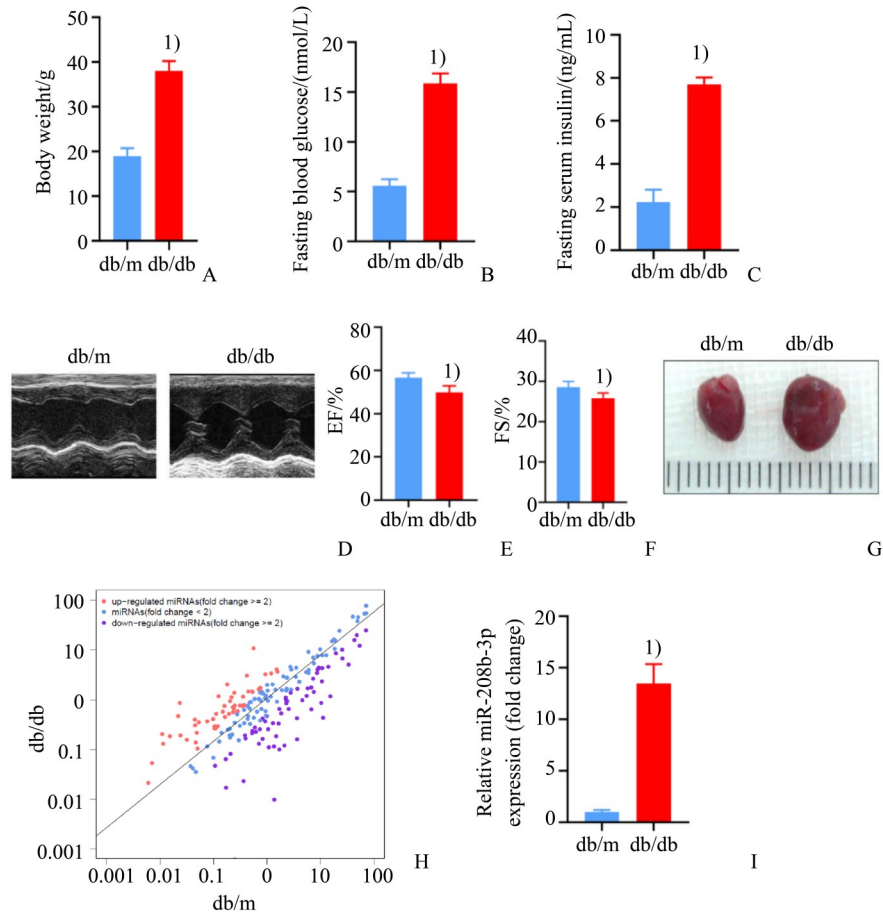 50
40
30
20
10
0
Body weight/g
1)
db/m db/db
A
20
15
10
5
0
Fasting blood glucose/(nmol/L)
1)
db/m db/db
B
10
8
6
4
2
0
Fasting serum insulin/(ng/mL)
1)
db/m db/db
C
db/m
db/db
D
80
60
40
20
0
EF/%
1)
db/m db/db
E
40
30
20
10
0
FS/%
1)
db/m db/db
F
db/m
db/db
G
100
10
0
0.1
0.01
0.001
db/db
up-regulated miRNAs(fold change >= 2)
miRNAs(fold change < 2)
down-regulated miRNAs(fold change >= 2)
0.001 0.01 0.1 0 10 100
db/m
H
20
15
10
5
0
Relative miR-208b-3p
expression (fold change)
1)
db/m db/db
I